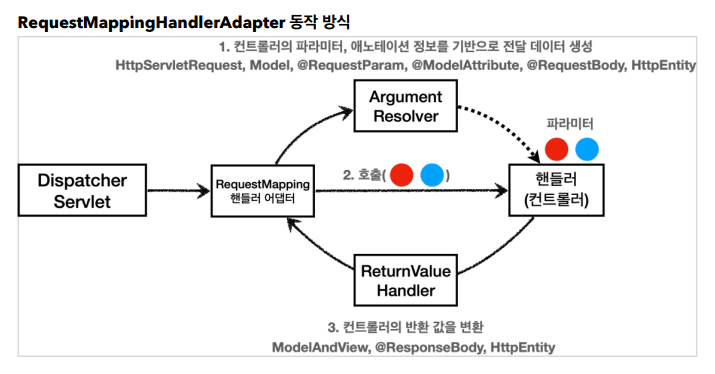 RequestMappingHandlerAdapter 동작 방식
1. 컨트롤러의 파라미터, 애노테이션 정보를 기반으로 전달 데이터 생성
HttpServletRequest, Model, @RequestParam, @ModelAttribute, @RequestBody, HttpEntity
Argument
Resolver
파라미터
Dispatcher
Servlet
RequestMapping
핸들러 어댑터
2. 호출( )
핸들러
(컨트롤러)
ReturnValue
Handler
3. 컨트롤러의 반환 값을 변환
ModelAndView, @ResponseBody, HttpEntity